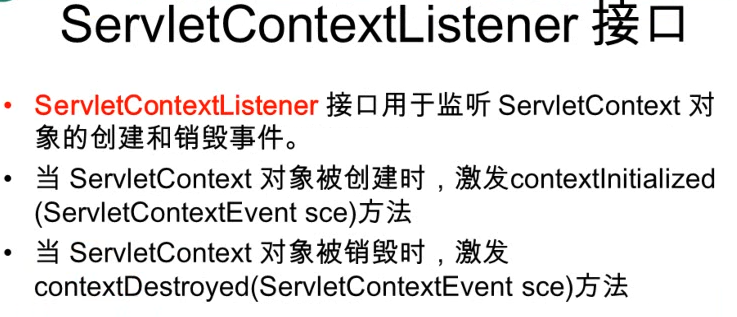 ServletContextListener 接口
• ServletContextListener 接口用于监听 ServletContext 对
象的创建和销毁事件。
• 当 ServletContext 对象被创建时，激发contextInitialized
(ServletContextEvent sce)方法
• 当 ServletContext 对象被销毁时，激发
contextDestroyed(ServletContextEvent sce)方法